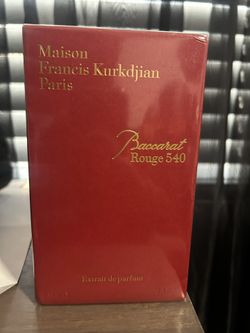 Maison
Francis Kurkdjian
Paris
Baccarat
Rouge 540
Extrait de parfum